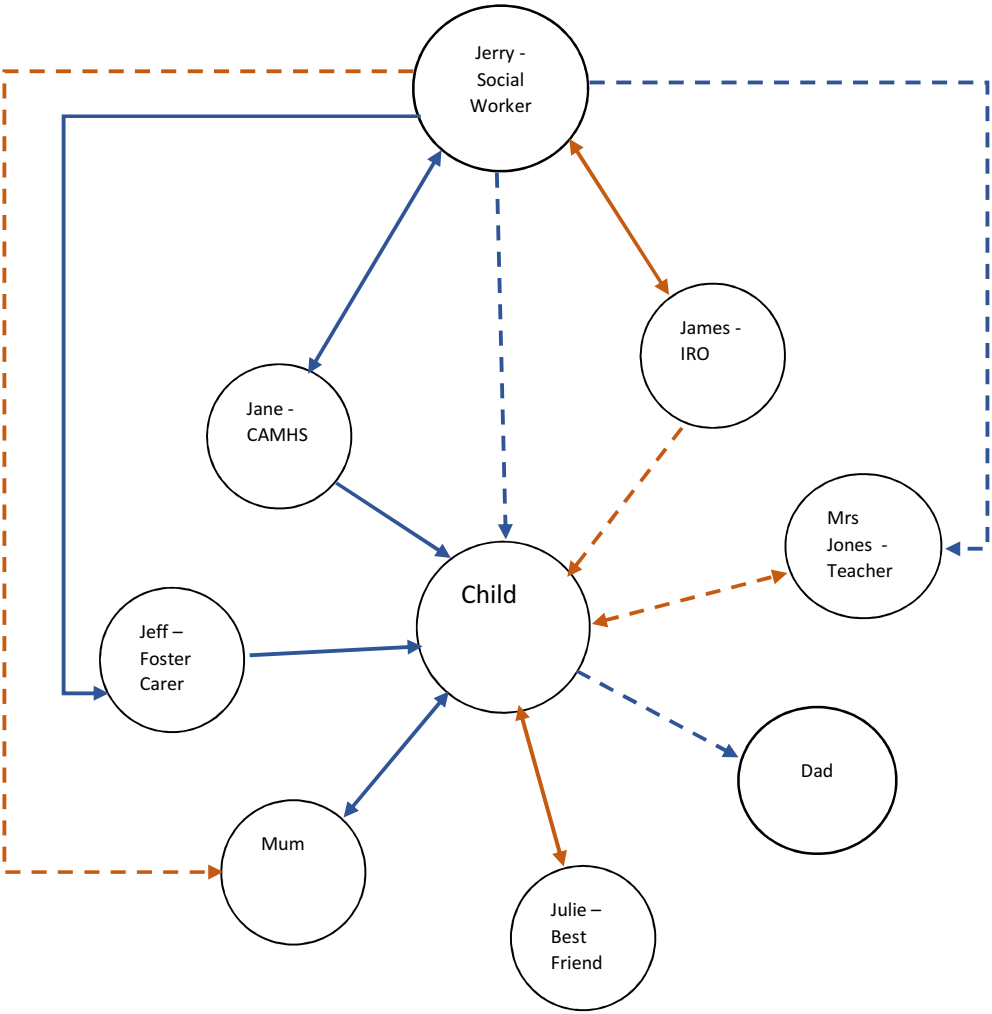 Jerry -
Social
Worker
James -
IRO
Jane -
CAMHS
Mrs
Jones  -
Teacher
Child
Jeff –
Foster
Carer
Dad
Mum
Julie –
Best
Friend